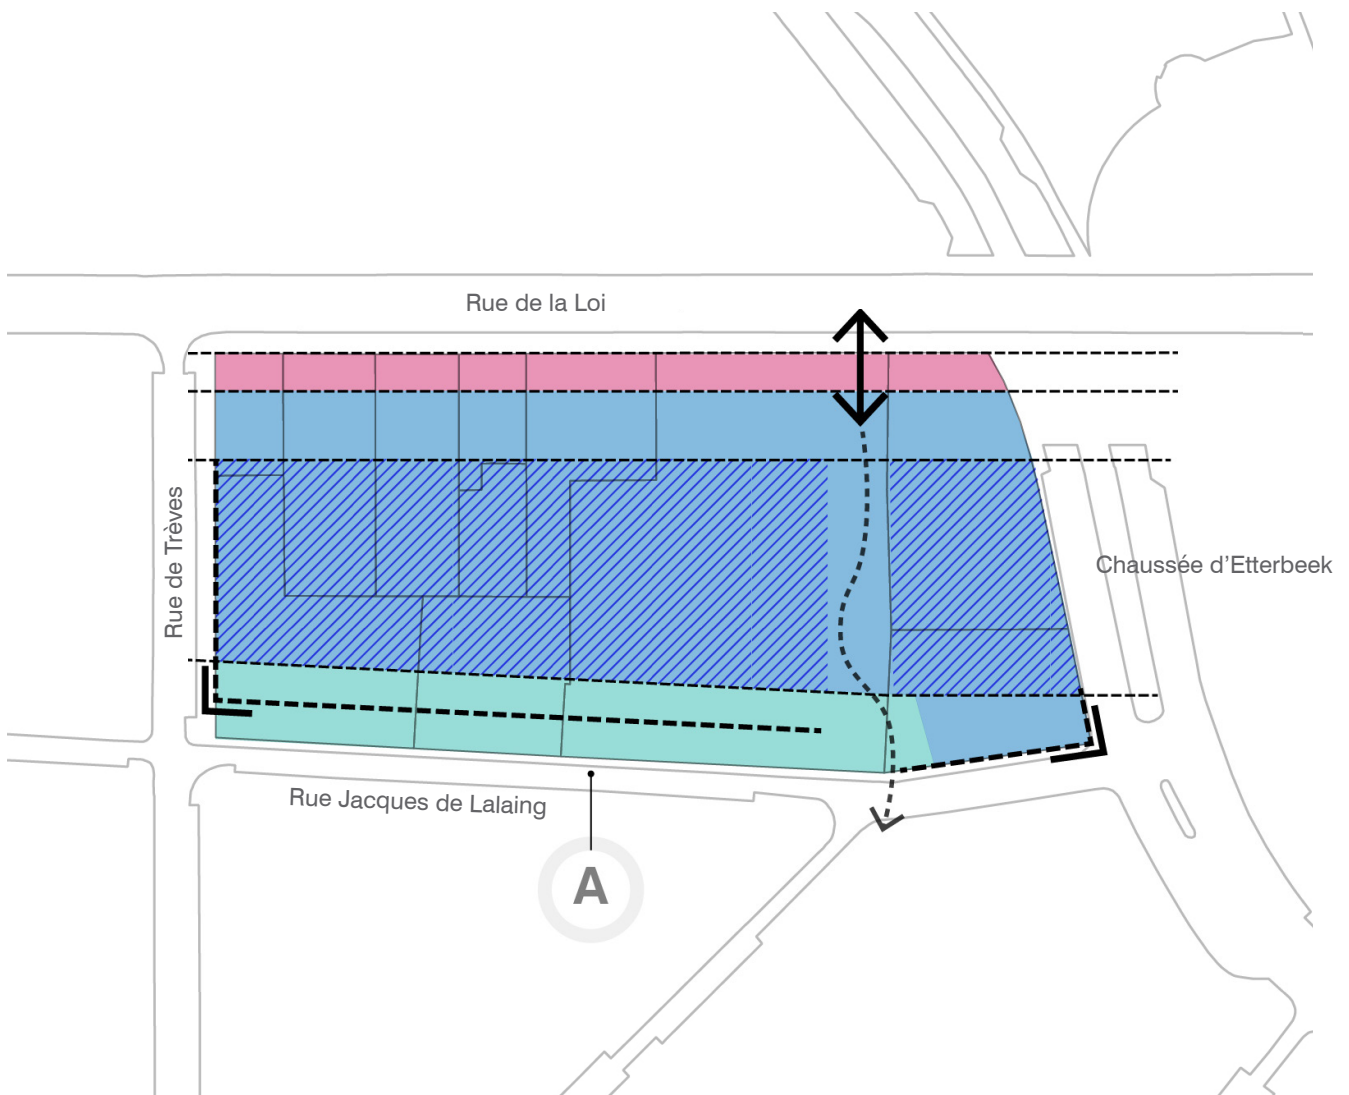 Rue de la Loi
Rue de Trèves
Chaussée d'Etterbeek
Rue Jacques de Lalaing
A